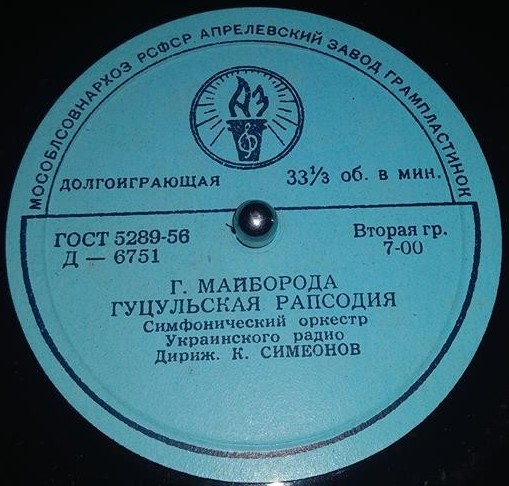 МОСОБЛСОВНАРХОЗ РСФСР АПРЕЛЕВСКИЙ ЗАВОД ГРАМПЛАСТИНОК
АЗ
ДОЛГОИГРАЮЩАЯ 33⅓ об. в мин.
ГОСТ 5289-56 Вторая гр.
Д — 6751 7-00
Г. МАЙБОРОДА
ГУЦУЛЬСКАЯ РАПСОДИЯ
Симфонический оркестр
Украинского радио
Дириж. К. СИМЕОНОВ